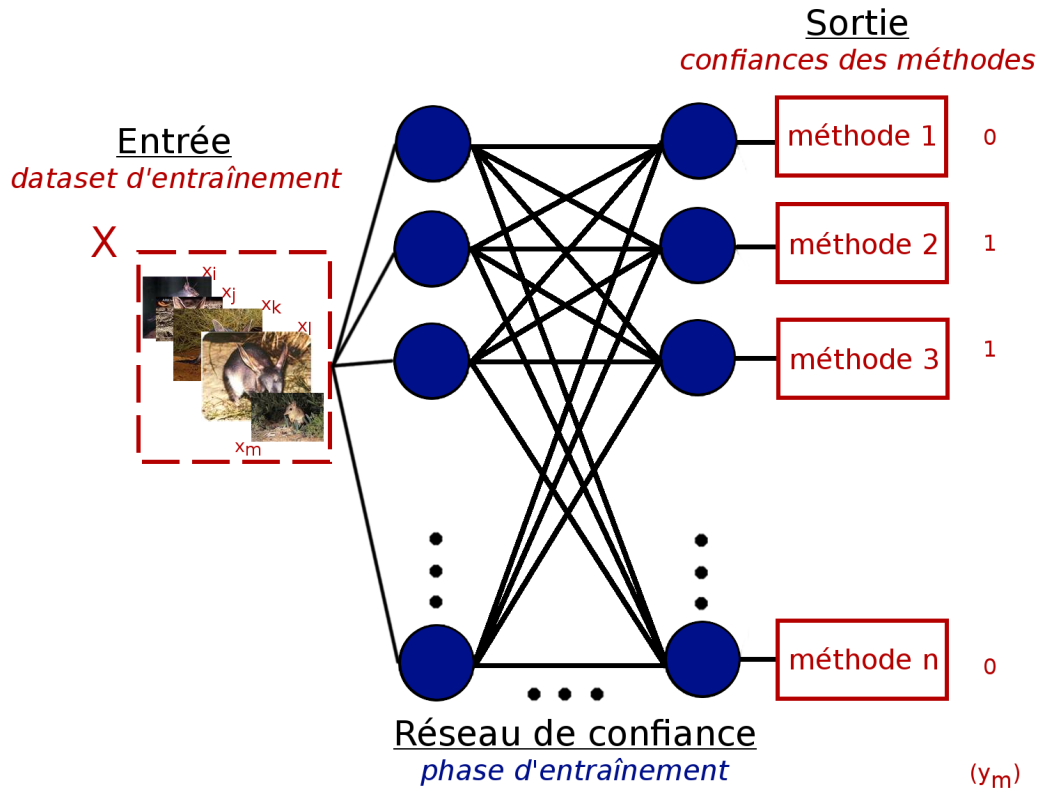 Sortie
confiances des méthodes
Entrée
dataset d'entraînement
X
xi
xj
xk
xl
xm
méthode 1
0
méthode 2
1
méthode 3
1
méthode n
0
Réseau de confiance
phase d'entraînement
(ym)